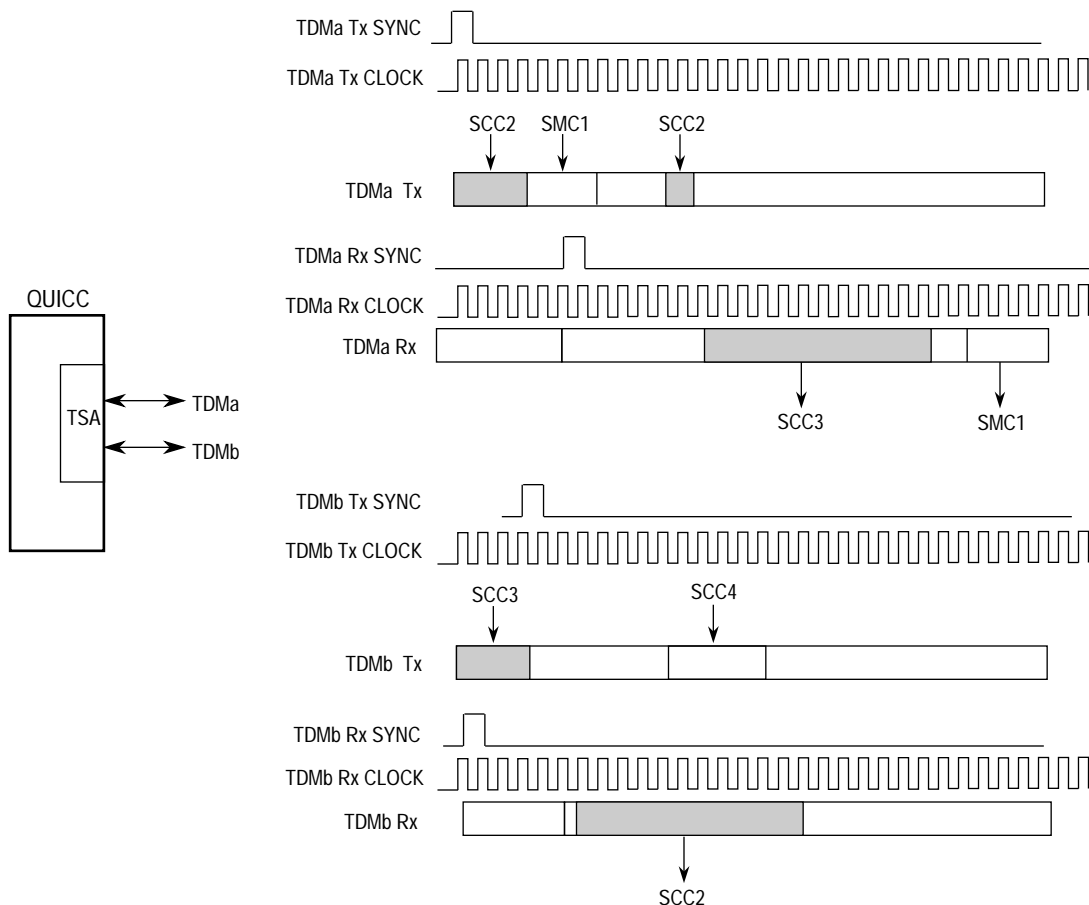 TDMa Tx SYNC
TDMa Tx CLOCK
SCC2 SMC1 SCC2
TDMa Tx
TDMa Rx SYNC
TDMa Rx CLOCK
TDMa Rx
SCC3 SMC1
QUICC
TSA
TDMa
TDMb
TDMb Tx SYNC
TDMb Tx CLOCK
SCC3 SCC4
TDMb Tx
TDMb Rx SYNC
TDMb Rx CLOCK
TDMb Rx
SCC2